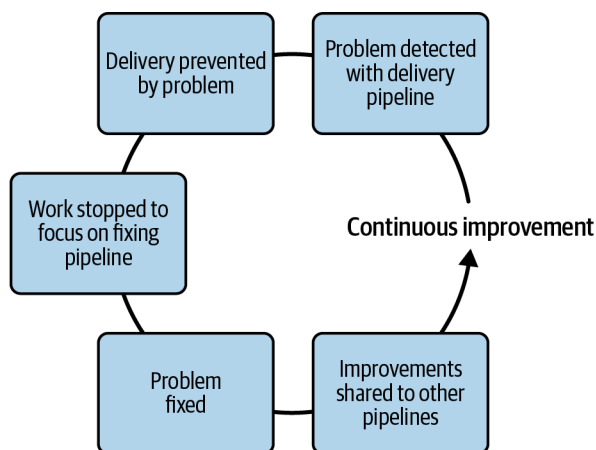 Delivery prevented
by problem
Problem detected
with delivery
pipeline
Work stopped to
focus on fixing
pipeline
Continuous improvement
Problem
fixed
Improvements
shared to other
pipelines